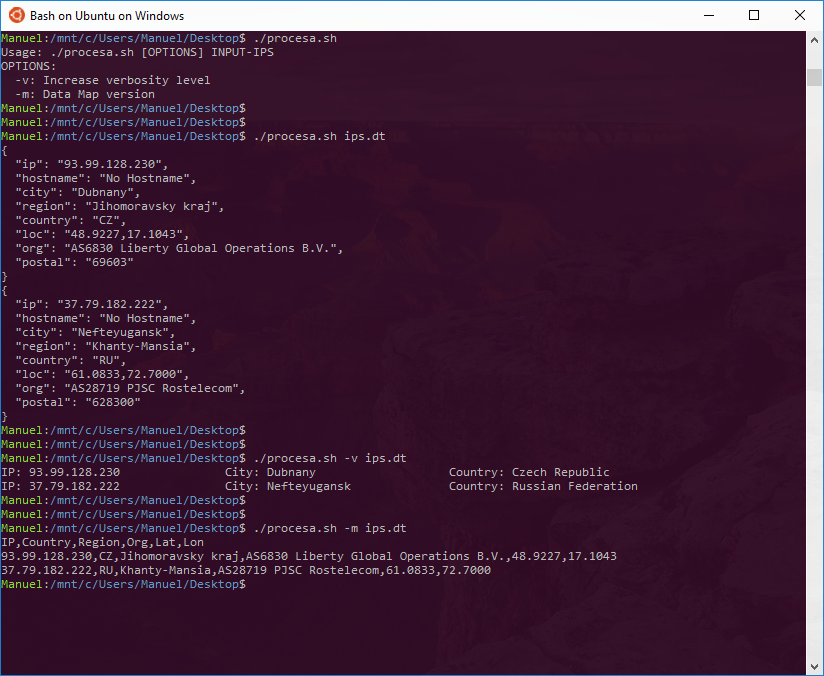 Bash on Ubuntu on Windows
Manuel:/mnt/c/Users/Manuel/Desktop$ ./procesa.sh
Usage: ./procesa.sh [OPTIONS] INPUT-IPS
OPTIONS:
  -v: Increase verbosity level
  -m: Data Map version
Manuel:/mnt/c/Users/Manuel/Desktop$
Manuel:/mnt/c/Users/Manuel/Desktop$
Manuel:/mnt/c/Users/Manuel/Desktop$ ./procesa.sh ips.dt
{
  "ip": "93.99.128.230",
  "hostname": "No Hostname",
  "city": "Dubnany",
  "region": "Jihomoravsky kraj",
  "country": "CZ",
  "loc": "48.9227,17.1043",
  "org": "AS6830 Liberty Global Operations B.V.",
  "postal": "69603"
}
{
  "ip": "37.79.182.222",
  "hostname": "No Hostname",
  "city": "Nefteyugansk",
  "region": "Khanty-Mansia",
  "country": "RU",
  "loc": "61.0833,72.7000",
  "org": "AS28719 PJSC Rostelecom",
  "postal": "628300"
}
Manuel:/mnt/c/Users/Manuel/Desktop$
Manuel:/mnt/c/Users/Manuel/Desktop$
Manuel:/mnt/c/Users/Manuel/Desktop$ ./procesa.sh -v ips.dt
IP: 93.99.128.230               City: Dubnany                   Country: Czech Republic
IP: 37.79.182.222               City: Nefteyugansk              Country: Russian Federation
Manuel:/mnt/c/Users/Manuel/Desktop$
Manuel:/mnt/c/Users/Manuel/Desktop$
Manuel:/mnt/c/Users/Manuel/Desktop$ ./procesa.sh -m ips.dt
IP,Country,Region,Org,Lat,Lon
93.99.128.230,CZ,Jihomoravsky kraj,AS6830 Liberty Global Operations B.V.,48.9227,17.1043
37.79.182.222,RU,Khanty-Mansia,AS28719 PJSC Rostelecom,61.0833,72.7000
Manuel:/mnt/c/Users/Manuel/Desktop$